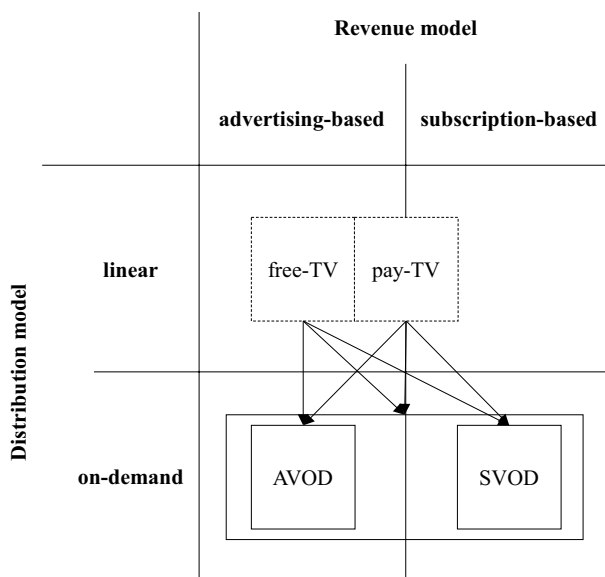 Revenue model
advertising-based
subscription-based
Distribution model
linear
free-TV
pay-TV
on-demand
AVOD
SVOD